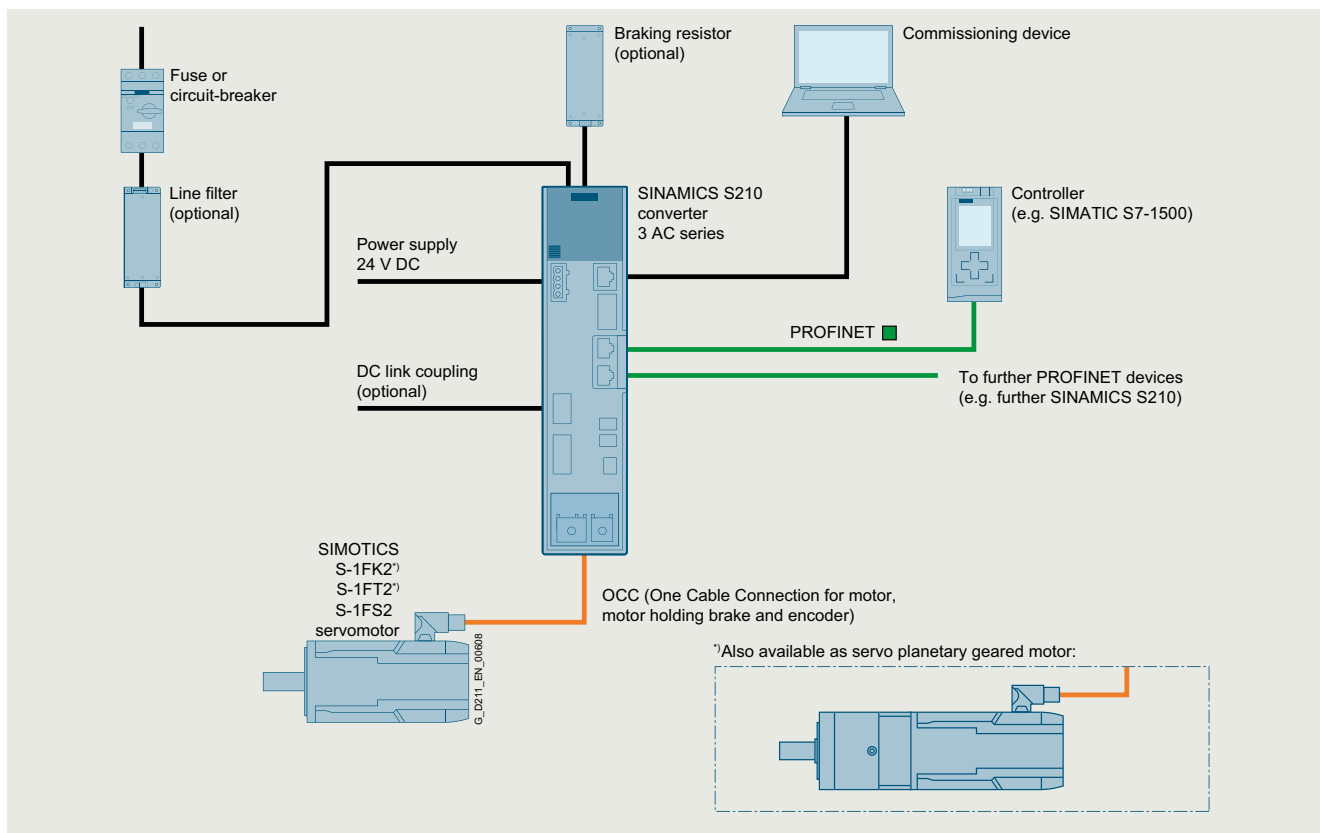 Fuse or
circuit-breaker
Line filter
(optional)
Braking resistor
(optional)
Commissioning device
SINAMICS S210
converter
3 AC series
Controller
(e.g. SIMATIC S7-1500)
Power supply
24 V DC
PROFINET
DC link coupling
(optional)
To further PROFINET devices
(e.g. further SINAMICS S210)
SIMOTICS
S-1FK2*)
S-1FT2*)
S-1FS2
servomotor
OCC (One Cable Connection for motor,
motor holding brake and encoder)
G_D211_EN_00608
*)Also available as servo planetary geared motor: